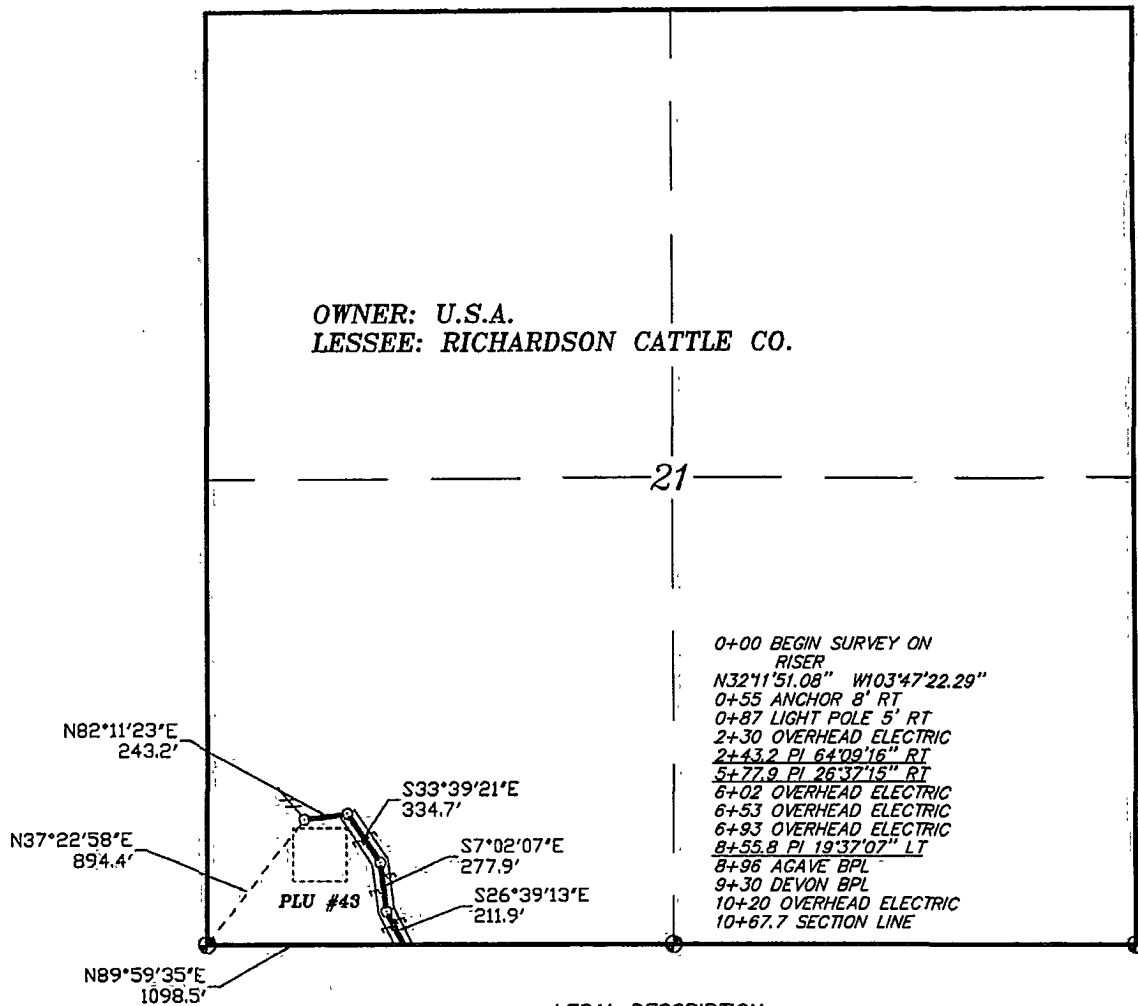 OWNER: U.S.A.
LESSEE: RICHARDSON CATTLE CO.
21
0+00 BEGIN SURVEY ON
RISER
N32°11'51.08" W103°47'22.29"
0+55 ANCHOR 8' RT
0+87 LIGHT POLE 5' RT
2+30 OVERHEAD ELECTRIC
2+43.2 PI 64°09'16" RT
5+77.9 PI 26°37'15" RT
6+02 OVERHEAD ELECTRIC
6+53 OVERHEAD ELECTRIC
6+93 OVERHEAD ELECTRIC
8+55.8 PI 19°37'07" LT
8+96 AGAVE BPL
9+30 DEVON BPL
10+20 OVERHEAD ELECTRIC
10+67.7 SECTION LINE
N82°11'23"E
243.2'
S33°39'21"E
334.7'
N37°22'58"E
894.4'
S7°02'07"E
277.9'
PLU #43
S26°39'13"E
211.9'
N89°59'35"E
1098.5'
LEGAL DESCRIPTION